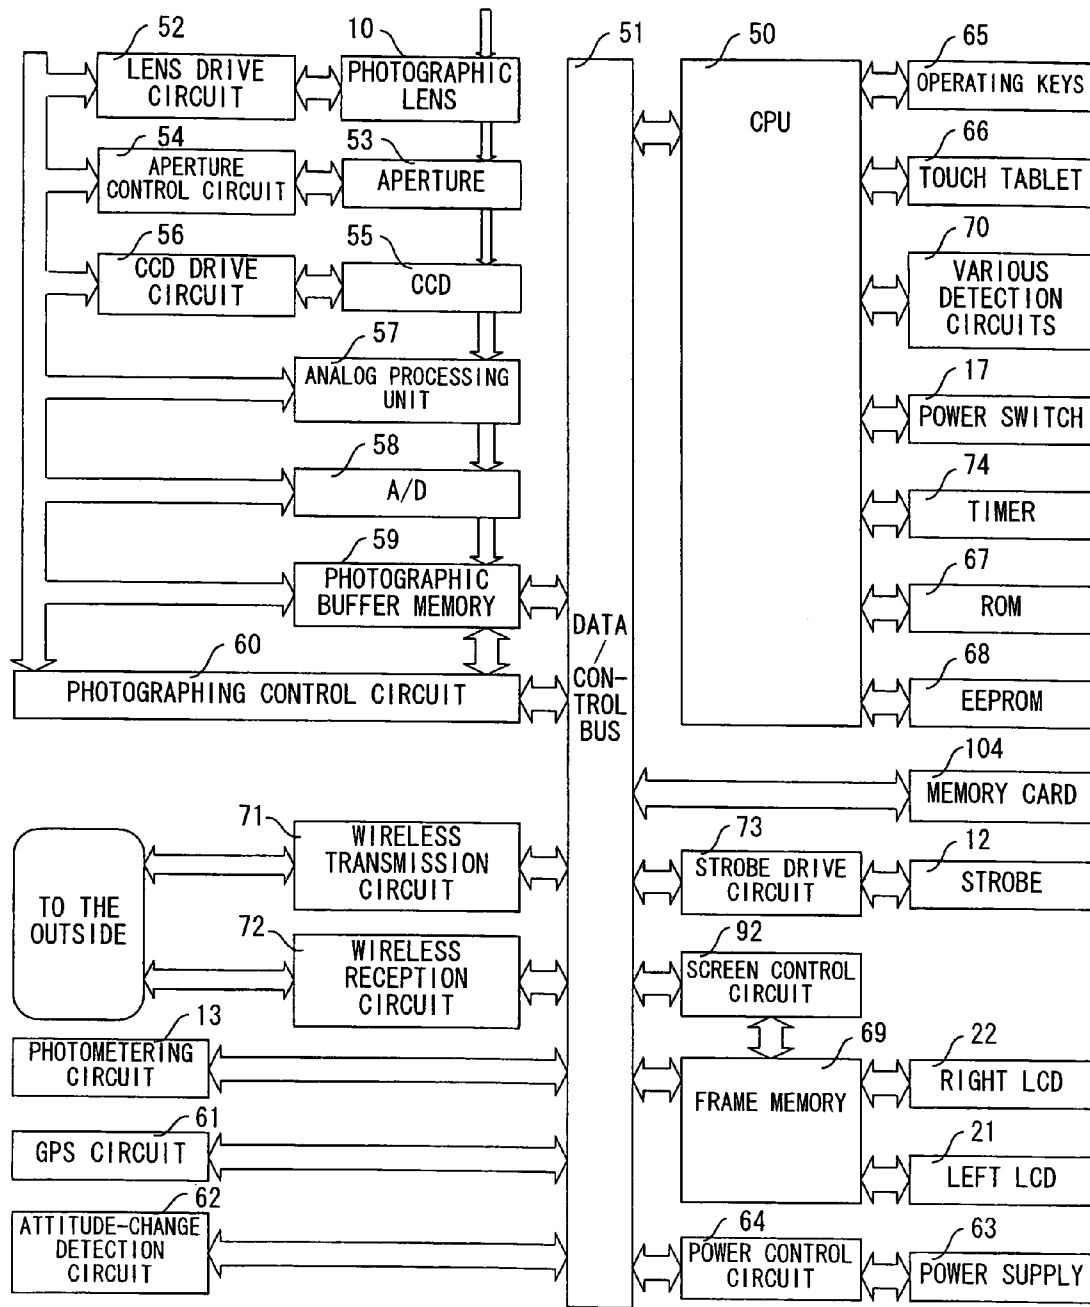 52
10
51
50
65
LENS DRIVE
CIRCUIT
PHOTOGRAPHIC
LENS
CPU
OPERATING KEYS
54
53
66
APERTURE
CONTROL CIRCUIT
APERTURE
TOUCH TABLET
56
55
70
CCD DRIVE
CIRCUIT
CCD
VARIOUS
DETECTION
CIRCUITS
57
17
ANALOG PROCESSING
UNIT
POWER SWITCH
58
74
A/D
TIMER
59
67
PHOTOGRAPHIC
BUFFER MEMORY
ROM
DATA
/
CON-
TROL
BUS
60
68
PHOTOGRAPHING CONTROL CIRCUIT
EEPROM
104
MEMORY CARD
71
73
12
WIRELESS
TRANSMISSION
CIRCUIT
STROBE DRIVE
CIRCUIT
STROBE
TO THE
OUTSIDE
72
92
WIRELESS
RECEPTION
CIRCUIT
SCREEN CONTROL
CIRCUIT
13
69
22
PHOTOMETERING
CIRCUIT
FRAME MEMORY
RIGHT LCD
61
21
GPS CIRCUIT
LEFT LCD
62
64
63
ATTITUDE-CHANGE
DETECTION
CIRCUIT
POWER CONTROL
CIRCUIT
POWER SUPPLY